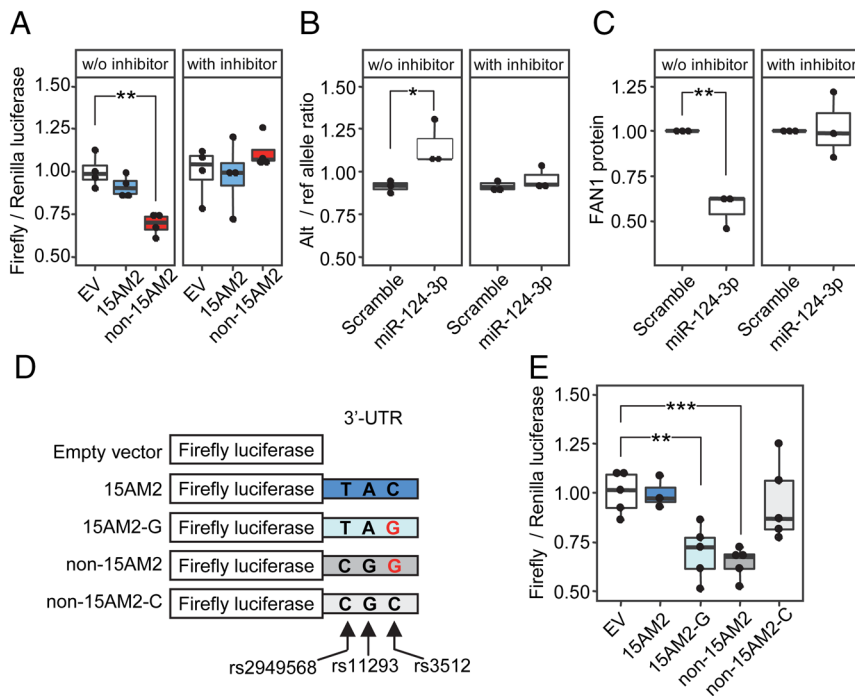 A
w/o inhibitor
with inhibitor
Firefly / Renilla luciferase
1.50
1.25
1.00
0.75
0.50
**
EV
15AM2
non-15AM2
EV
15AM2
non-15AM2
B
w/o inhibitor
with inhibitor
Alt / ref allele ratio
1.50
1.25
1.00
0.75
0.50
*
Scramble
miR-124-3p
Scramble
miR-124-3p
C
w/o inhibitor
with inhibitor
FAN1 protein
1.25
1.00
0.75
0.50
**
Scramble
miR-124-3p
Scramble
miR-124-3p
D
3'-UTR
Empty vector Firefly luciferase
15AM2 Firefly luciferase T A C
15AM2-G Firefly luciferase T A G
non-15AM2 Firefly luciferase C G G
non-15AM2-C Firefly luciferase C G C
rs2949568 rs11293 rs3512
E
Firefly / Renilla luciferase
1.50
1.25
1.00
0.75
0.50
***
**
EV
15AM2
15AM2-G
non-15AM2
non-15AM2-C